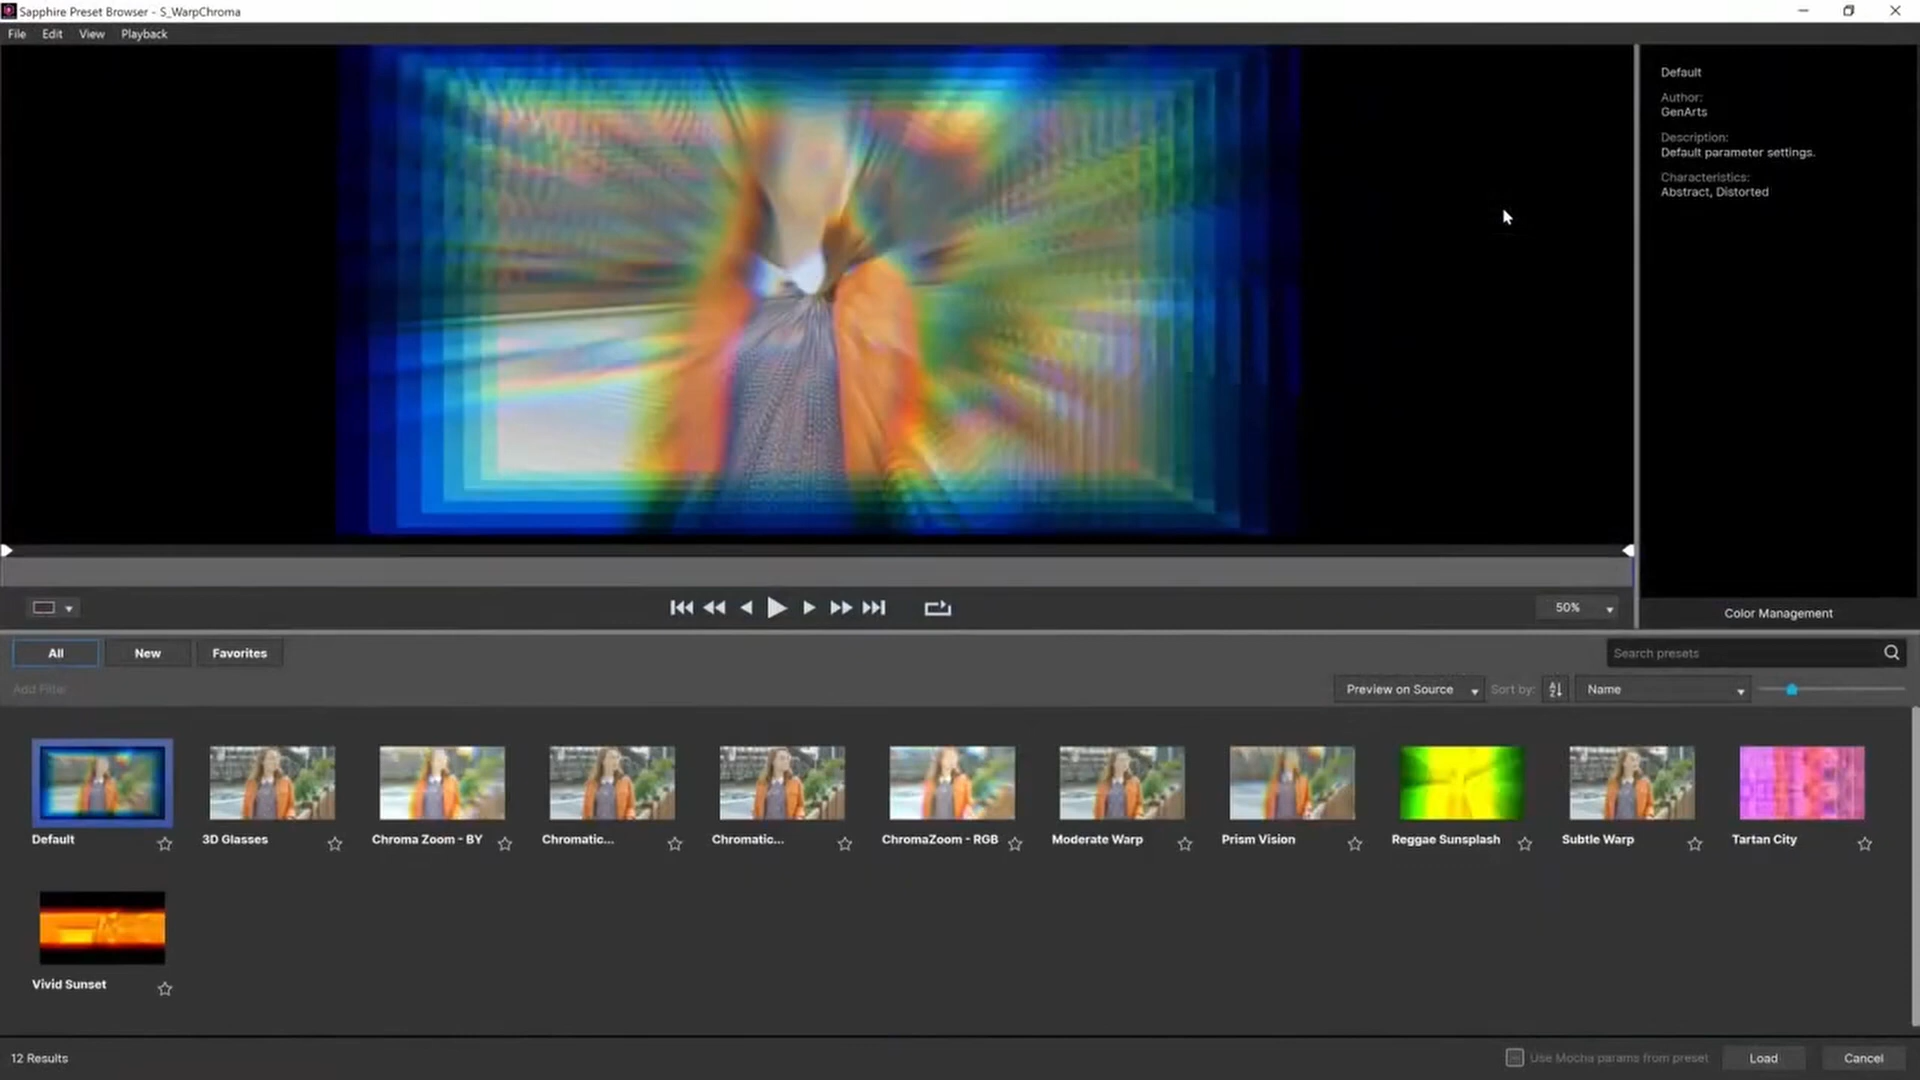 Sapphire Preset Browser - S_WarpChroma
File Edit View Playback
Default
Author:
GenArts
Description:
Default parameter settings.
Characteristics:
Abstract, Distorted
50%
Color Management
All New Favorites
Search presets
Add Filter
Preview on Source Sort by: Name
Default 3D Glasses Chroma Zoom - BY Chromatic... Chromatic... ChromaZoom - RGB Moderate Warp Prism Vision Reggae Sunsplash Subtle Warp Tartan City
Vivid Sunset
12 Results
Use Mocha params from preset Load Cancel